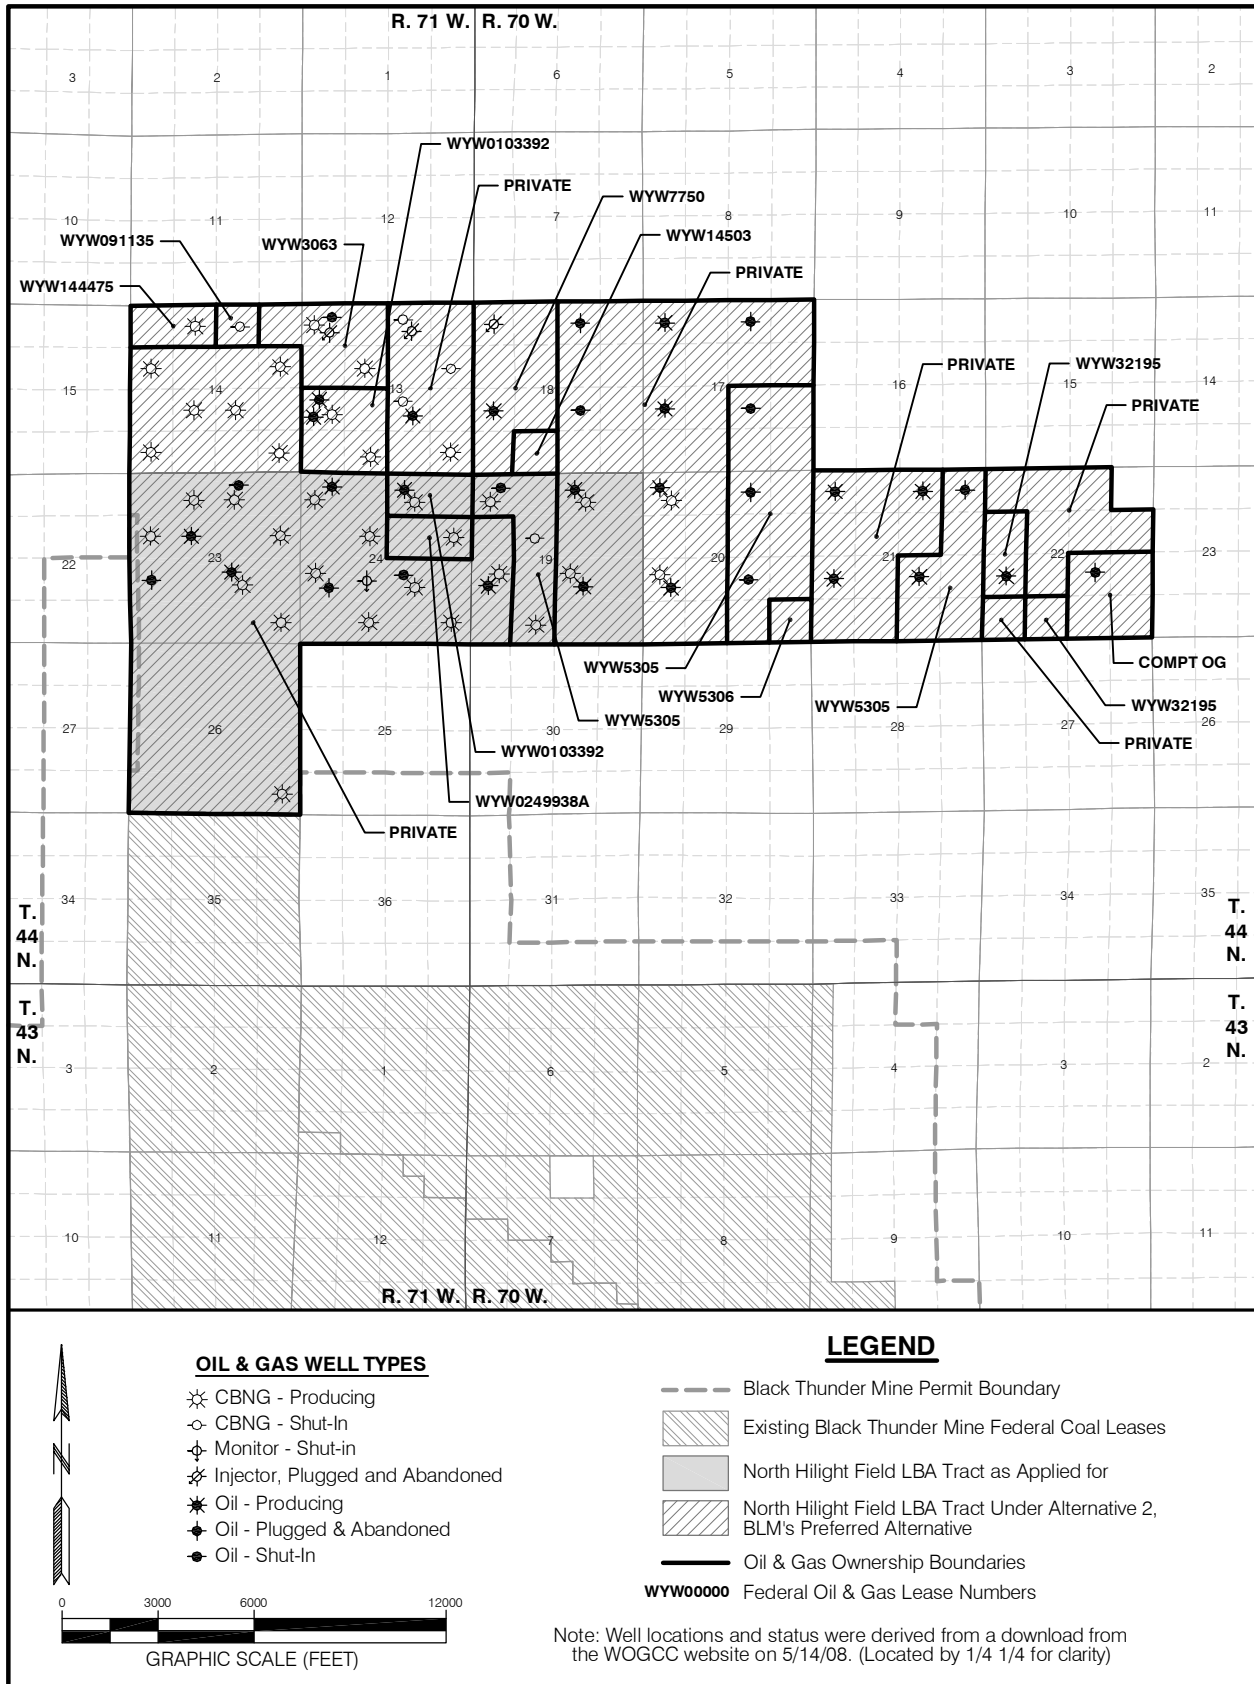 R. 71 W. R. 70 W.
3 2 1 6 5 4 3 2
WYW0103392
PRIVATE
WYW7750
10 11 12 7 8 9 10 11
WYW14503
WYW091135
WYW3063
PRIVATE
WYW144475
PRIVATE
WYW32195
15 14 13 18 17 16 15 14
PRIVATE
22 23 24 19 20 21 22 23
WYW5305
COMPT OG
WYW5306
WYW5305
WYW32195
WYW5305
27 26 25 30 29 28 27 26
PRIVATE
WYW0103392
WYW0249938A
PRIVATE
34 35 36 31 32 33 34 35
T.
44
N.
T.
44
N.
T.
43
N.
T.
43
N.
3 2 1 6 5 4 3 2
10 11 12 7 8 9 10 11
R. 71 W. R. 70 W.
OIL & GAS WELL TYPES
CBNG - Producing
CBNG - Shut-In
Monitor - Shut-in
Injector, Plugged and Abandoned
Oil - Producing
Oil - Plugged & Abandoned
Oil - Shut-In
N
0 3000 6000 12000
GRAPHIC SCALE (FEET)
LEGEND
Black Thunder Mine Permit Boundary
Existing Black Thunder Mine Federal Coal Leases
North Hilight Field LBA Tract as Applied for
North Hilight Field LBA Tract Under Alternative 2,
BLM's Preferred Alternative
Oil & Gas Ownership Boundaries
WYW00000 Federal Oil & Gas Lease Numbers
Note: Well locations and status were derived from a download from
the WOGCC website on 5/14/08. (Located by 1/4 1/4 for clarity)